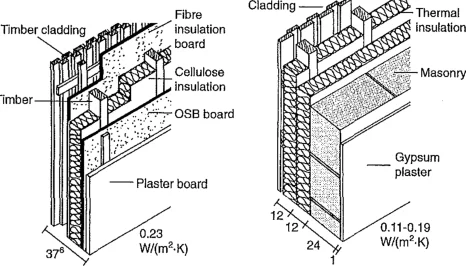 Timber cladding
Fibre
insulation
board
Cellulose
insulation
Timber
OSB board
Plaster board
0.23
W/(m²·K)
37⁶
Cladding
Thermal
insulation
Masonry
Gypsum
plaster
12
12
24
1
0.11-0.19
W/(m²·K)